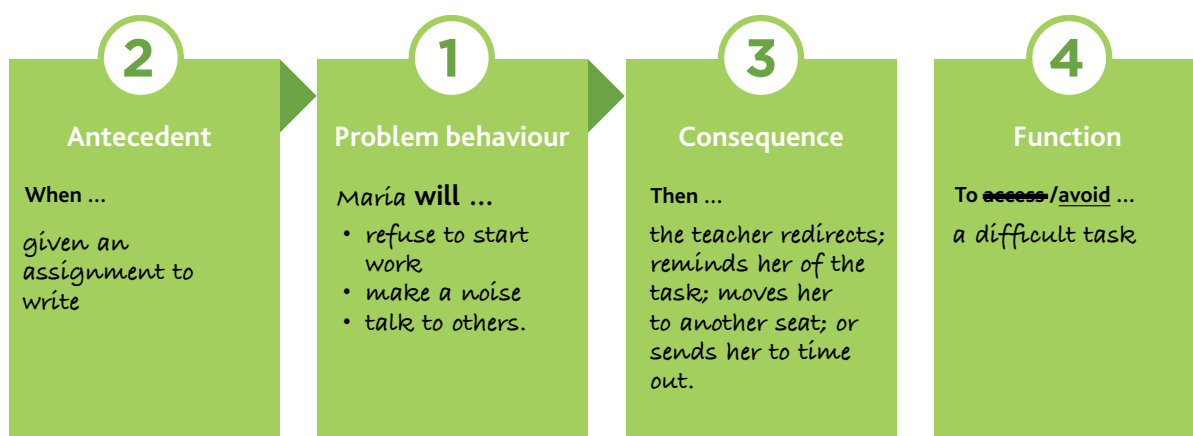 2
Antecedent
When ...
given an
assignment to
write
1
Problem behaviour
Maria will ...
• refuse to start
work
• make a noise
• talk to others.
3
Consequence
Then ...
the teacher redirects;
reminds her of the
task; moves her
to another seat; or
sends her to time
out.
4
Function
To access/avoid ...
a difficult task